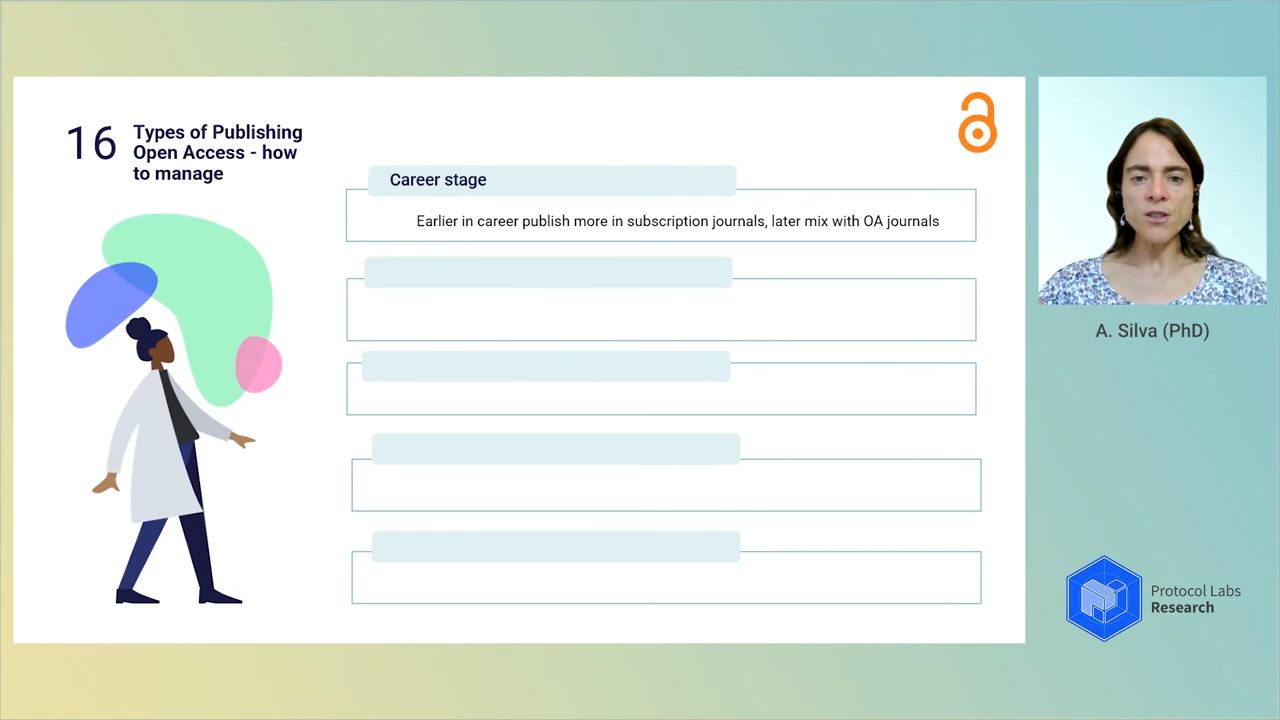 16
Types of Publishing
Open Access - how
to manage
Career stage
Earlier in career publish more in subscription journals, later mix with OA journals
A. Silva (PhD)
Protocol Labs
Research